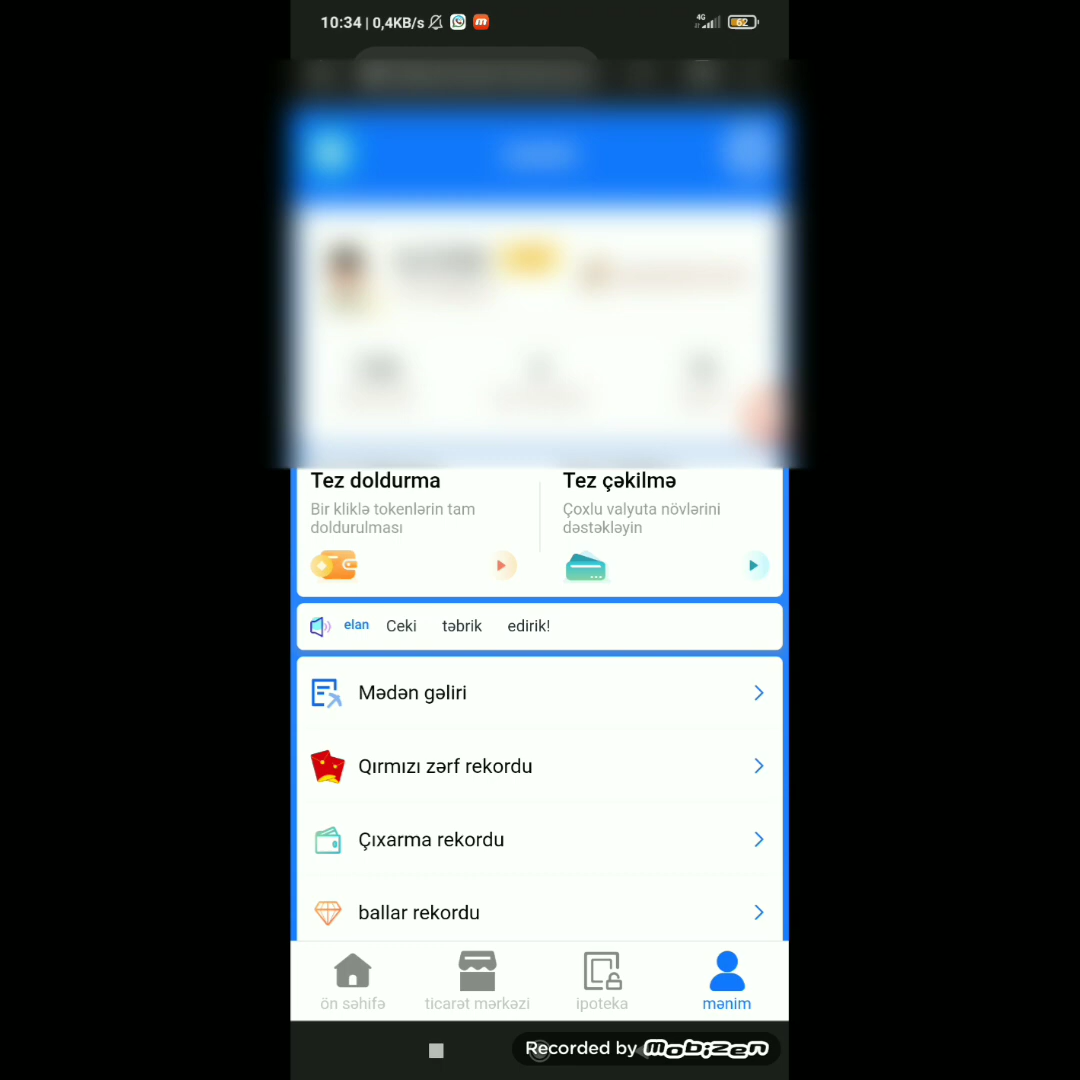 10:34 | 0,4KB/s
4G
62
Tez doldurma
Bir kliklə tokenlərin tam
doldurulması
Tez çəkilmə
Çoxlu valyuta növlərini
dəstəkləyin
elan Ceki təbrik edirik!
Mədən gəliri
Qırmızı zərf rekordu
Çıxarma rekordu
ballar rekordu
ön səhifə
ticarət mərkəzi
ipoteka
mənim
Recorded by mobizen